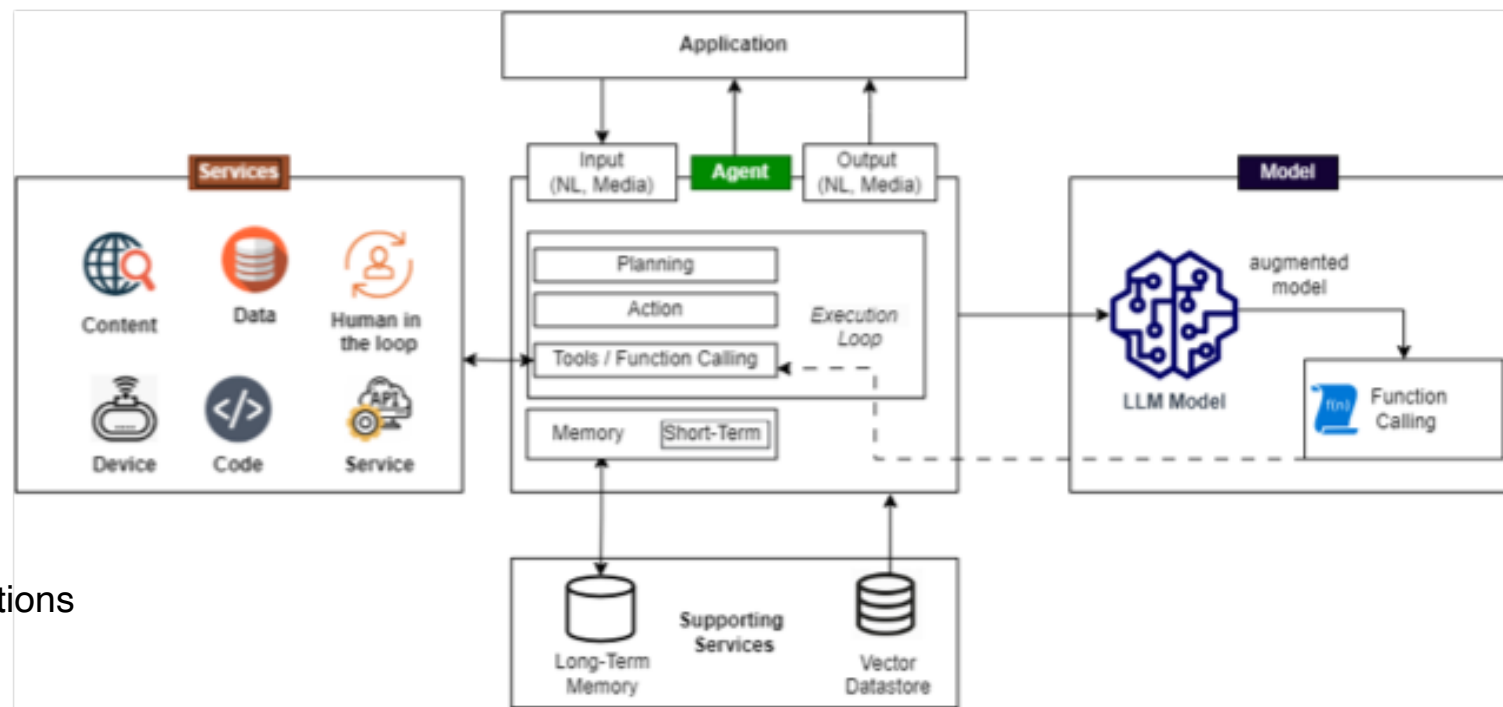 Application
Input
(NL, Media)
Agent
Output
(NL, Media)
Services
Content
Data
Human in
the loop
Device
Code
API
Service
Planning
Action
Tools / Function Calling
Execution
Loop
Memory
Short-Term
Model
LLM Model
augmented
model
f(n)
Function
Calling
tions
Long-Term
Memory
Supporting
Services
Vector
Datastore